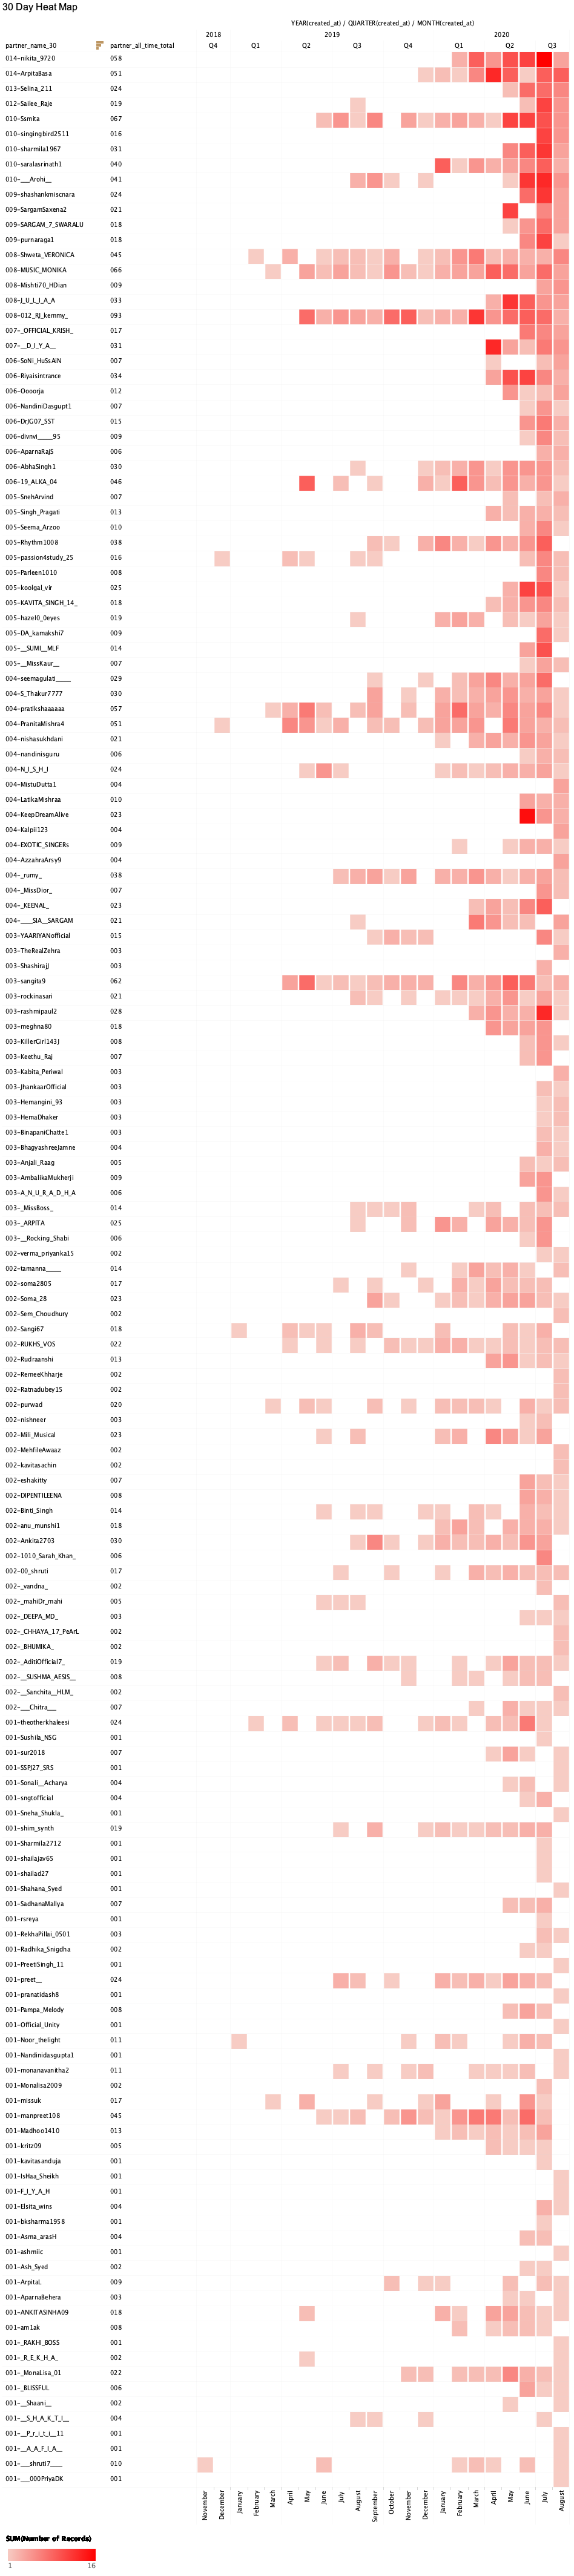 30 Day Heat Map
YEAR(created_at) / QUARTER(created_at) / MONTH(created_at)
2018 2019 2020
partner_name_30 partner_all_time_total Q4 Q1 Q2 Q3 Q4 Q1 Q2 Q3
014-nikita_9720 058
014-ArpitaBasa 051
013-Selina_211 024
012-Sailee_Raje 019
010-Ssmita 067
010-singingbird2511 016
010-sharmila1967 031
010-saralasrinath1 040
010-___Arohi__ 041
009-shashankmiscnara 024
009-SargamSaxena2 021
009-SARGAM_7_SWARALU 018
009-purnaraga1 018
008-Shweta_VERONICA 045
008-MUSIC_MONIKA 066
008-Mishti70_HDian 009
008-J_U_L_I_A_A 033
008-012_RJ_kemmy_ 093
007-_OFFICIAL_KRISH_ 017
007-__D_I_Y_A__ 031
006-SoNi_HuSsAiN 007
006-Riyaisintrance 034
006-Oooorja 012
006-NandiniDasgupt1 007
006-DrJG07_SST 015
006-divnvi_____95 009
006-AparnaRajS 006
006-AbhaSingh1 030
006-19_ALKA_04 046
005-SnehArvind 007
005-Singh_Pragati 013
005-Seema_Arzoo 010
005-Rhythm1008 038
005-passion4study_25 016
005-Parleen1010 008
005-koolgal_vir 025
005-KAVITA_SINGH_14_ 018
005-hazel0_0eyes 019
005-DA_kamakshi7 009
005-__SUMI__MLF 014
005-__MissKaur__ 007
004-seemagulati_____ 029
004-S_Thakur7777 030
004-pratikshaaaaaa 057
004-PranitaMishra4 051
004-nishasukhdani 021
004-nandinisguru 006
004-N_I_S_H_I 024
004-MistuDutta1 004
004-LatikaMishraa 010
004-KeepDreamAlive 023
004-Kalpii123 004
004-EXOTIC_SINGERs 009
004-AzzahraArsy9 004
004-_rumy_ 038
004-_MissDior_ 007
004-_KEENAL_ 023
004-____SIA__SARGAM 021
003-YAARIYANofficial 015
003-TheRealZehra 003
003-ShashirajJ 003
003-sangita9 062
003-rockinasari 021
003-rashmipaul2 028
003-meghna80 018
003-KillerGirl143J 008
003-Keethu_Raj 007
003-Kabita_Periwal 003
003-JhankaarOfficial 003
003-Hemangini_93 003
003-HemaDhaker 003
003-BinapaniChatte1 003
003-BhagyashreeJamne 004
003-Anjali_Raag 005
003-AmbalikaMukherji 009
003-A_N_U_R_A_D_H_A 006
003-_MissBoss_ 014
003-_ARPITA 025
003-__Rocking_Shabi 006
002-verma_priyanka15 002
002-tamanna_____ 014
002-soma2805 017
002-Soma_28 023
002-Sem_Choudhury 002
002-Sangi67 018
002-RUKHS_VOS 022
002-Rudraanshi 013
002-RemeeKhharje 002
002-Ratnadubey15 002
002-purwad 020
002-nishneer 003
002-Mili_Musical 023
002-MehfileAwaaz 002
002-kavitasachin 002
002-eshakitty 007
002-DIPENTILEENA 008
002-Binti_Singh 014
002-anu_munshi1 018
002-Ankita2703 030
002-1010_Sarah_Khan_ 006
002-00_shruti 017
002-_vandna_ 002
002-_mahiDr_mahi 005
002-_DEEPA_MD_ 003
002-_CHHAYA_17_PeArL 002
002-_BHUMIKA_ 002
002-_AditiOfficial7_ 019
002-__SUSHMA_AESIS__ 008
002-__Sanchita__HLM_ 002
002-___Chitra___ 007
001-theotherkhaleesi 024
001-Sushila_NSG 001
001-sur2018 007
001-SSPJ27_SRS 001
001-Sonali__Acharya 004
001-sngtofficial 004
001-Sneha_Shukla_ 001
001-shim_synth 019
001-Sharmila2712 001
001-shailajav65 001
001-shailad27 001
001-Shahana_Syed 001
001-SadhanaMallya 007
001-rsreya 001
001-RekhaPillai_0501 003
001-Radhika_Snigdha 002
001-PreetiSingh_11 001
001-preet__ 024
001-pranatidash8 001
001-Pampa_Melody 008
001-Official_Unity 001
001-Noor_thelight 011
001-Nandinidasgupta1 001
001-monanavanitha2 011
001-Monalisa2009 002
001-missuk 017
001-manpreet108 045
001-Madhoo1410 013
001-kritz09 005
001-kavitasanduja 001
001-IsHaa_Sheikh 001
001-F_I_Y_A_H 001
001-Elsita_wins 004
001-bksharma1958 001
001-Asma_arasH 004
001-ashmiic 001
001-Ash_Syed 002
001-ArpitaL 009
001-AparnaBehera 003
001-ANKITASINHA09 018
001-am1ak 008
001-_RAKHI_BOSS 001
001-_R_E_K_H_A_ 002
001-_MonaLisa_01 022
001-_BLISSFUL 006
001-__Shaani__ 002
001-__S_H_A_K_T_I__ 004
001-__P_r_i_t_i__11 001
001-__A_A_F_I_A__ 001
001-___shruti7____ 010
001-___000PriyaDK 001
November December January February March April May June July August September October November December January February March April May June July August
SUM(Number of Records)
1 16